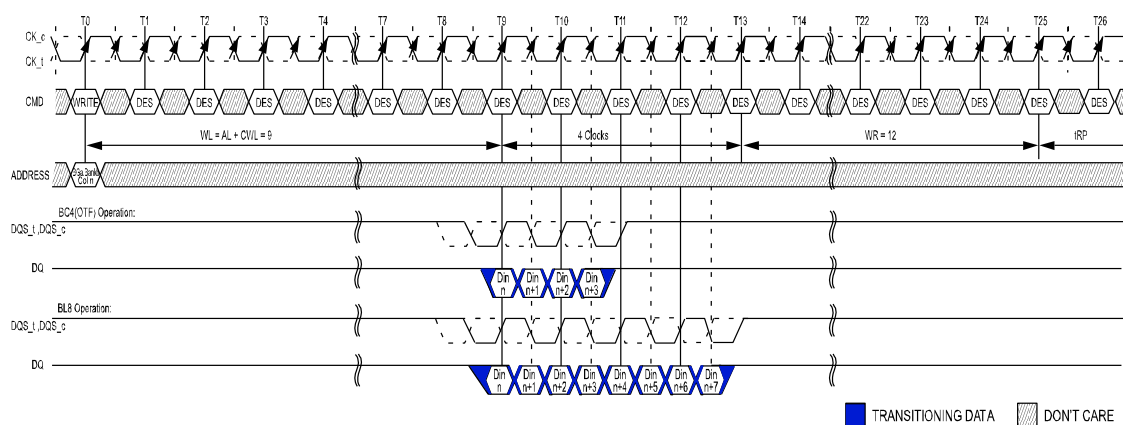 T0 T1 T2 T3 T4 T7 T8 T9 T10 T11 T12 T13 T14 T22 T23 T24 T25 T26
CK_c
CK_t
CMD WRITE DES DES DES DES DES DES DES DES DES DES DES DES DES DES DES DES DES
WL = AL + CWL = 9 4 Clocks WR = 12 tRP
ADDRESS
Col n
BC4(OTF) Operation:
DQS_t ,DQS_c
DQ Din n Din n+1 Din n+2 Din n+3
BL8 Operation:
DQS_t ,DQS_c
DQ Din n Din n+1 Din n+2 Din n+3 Din n+4 Din n+5 Din n+6 Din n+7
TRANSITIONING DATA DON'T CARE